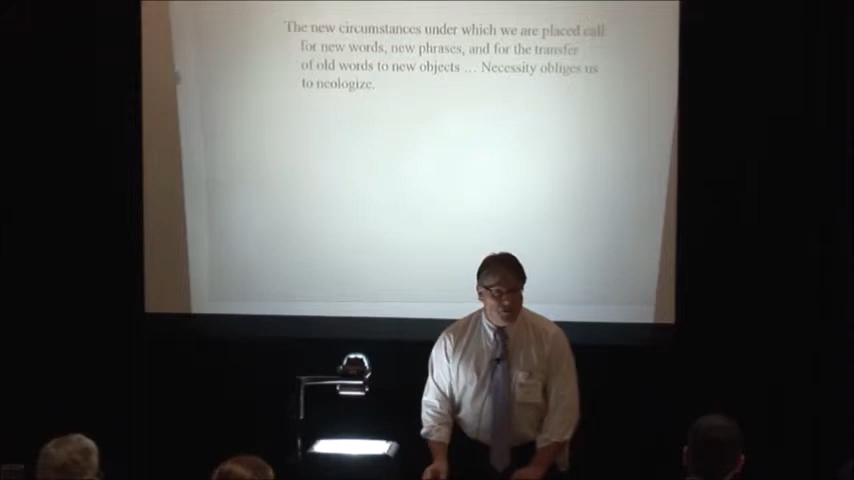 The new circumstances under which we are placed call
for new words, new phrases, and for the transfer
of old words to new objects … Necessity obliges us
to neologize.